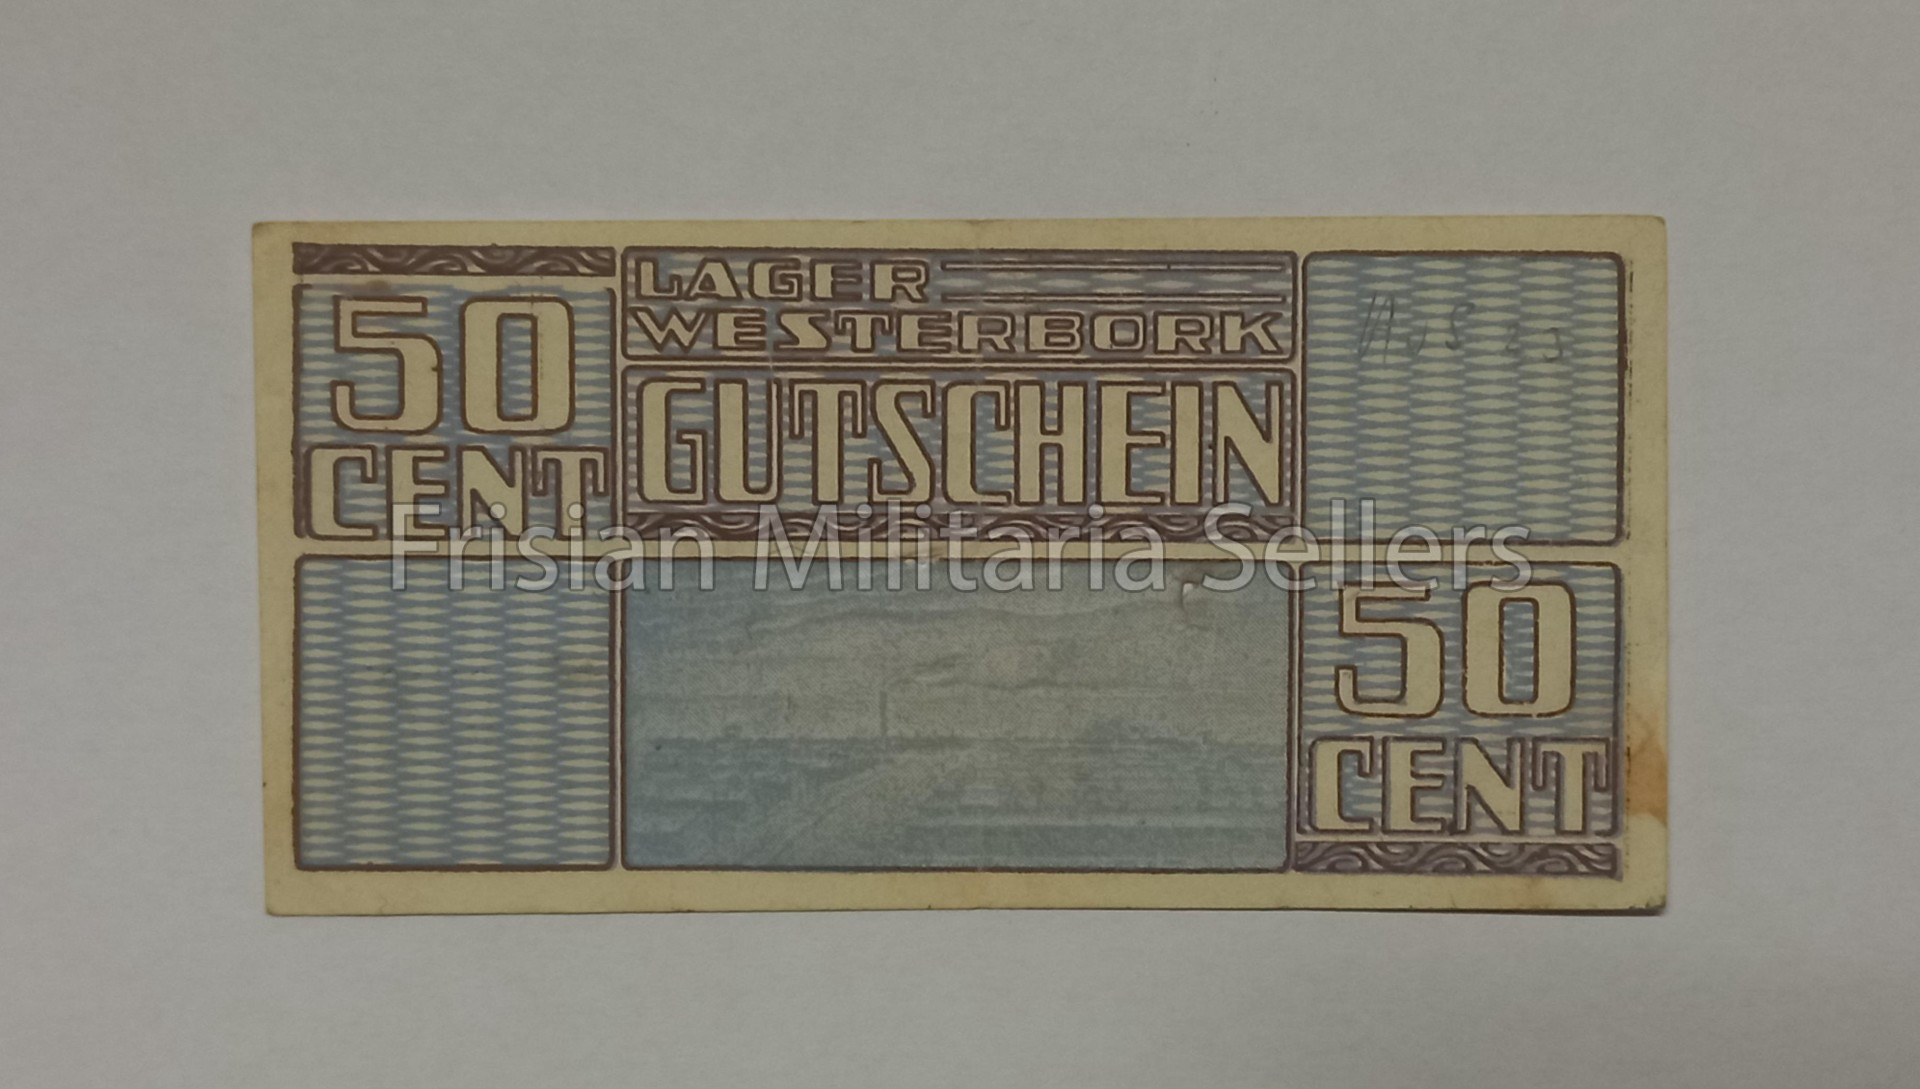 50
CENT
LAGER
WESTERBORK
GUTSCHEIN
Frisian Militaria Sellers
50
CENT